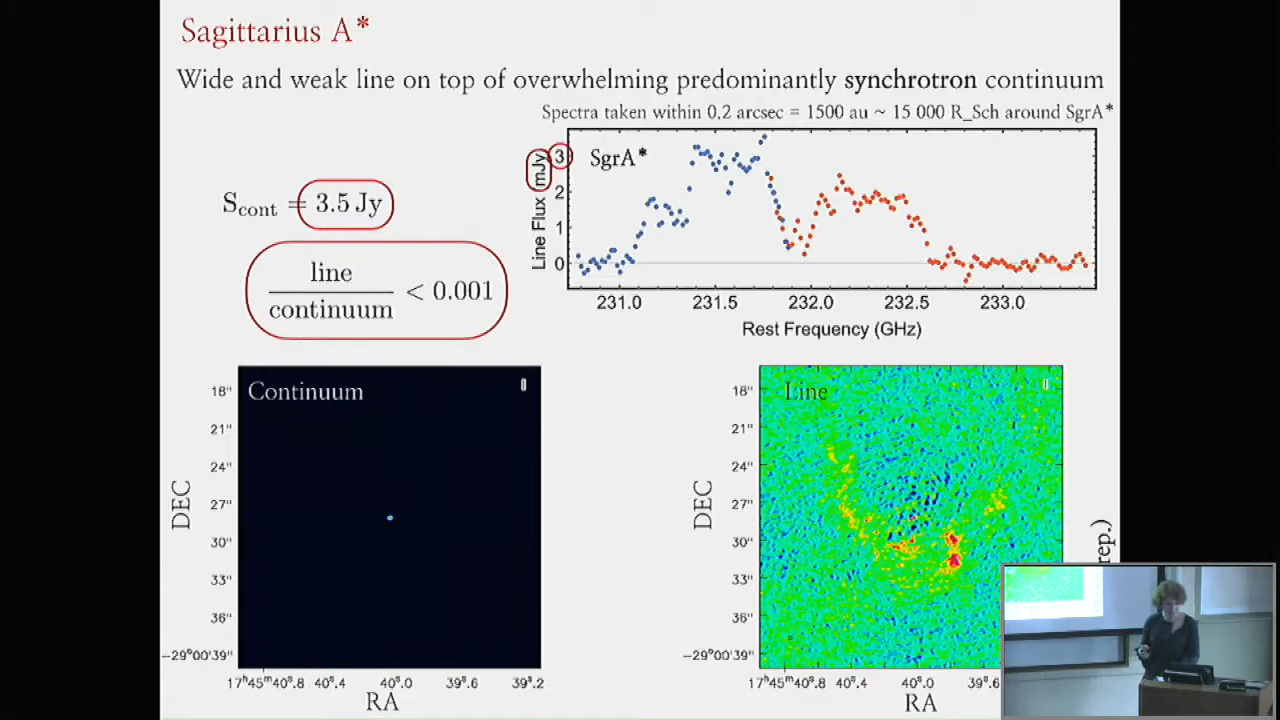 Sagittarius A*
Wide and weak line on top of overwhelming predominantly synchrotron continuum
Spectra taken within 0,2 arcsec = 1500 au ~ 15 000 R_Sch around SgrA*
S_cont = 3.5 Jy
line
continuum
< 0.001
SgrA*
Line Flux (mJy
3
2
1
0
231.0 231.5 232.0 232.5 233.0
Rest Frequency (GHz)
Continuum
DEC
18"
21"
24"
27"
30"
33"
36"
−29°00'39"
17ʰ45ᵐ40ˢ.8 40ˢ.4 40ˢ.0 39ˢ.6 39ˢ.2
RA
Line
DEC
18"
21"
24"
27"
30"
33"
36"
−29°00'39"
17ʰ45ᵐ40ˢ.8 40ˢ.4 40ˢ.0 39ˢ.6
RA
rep.)